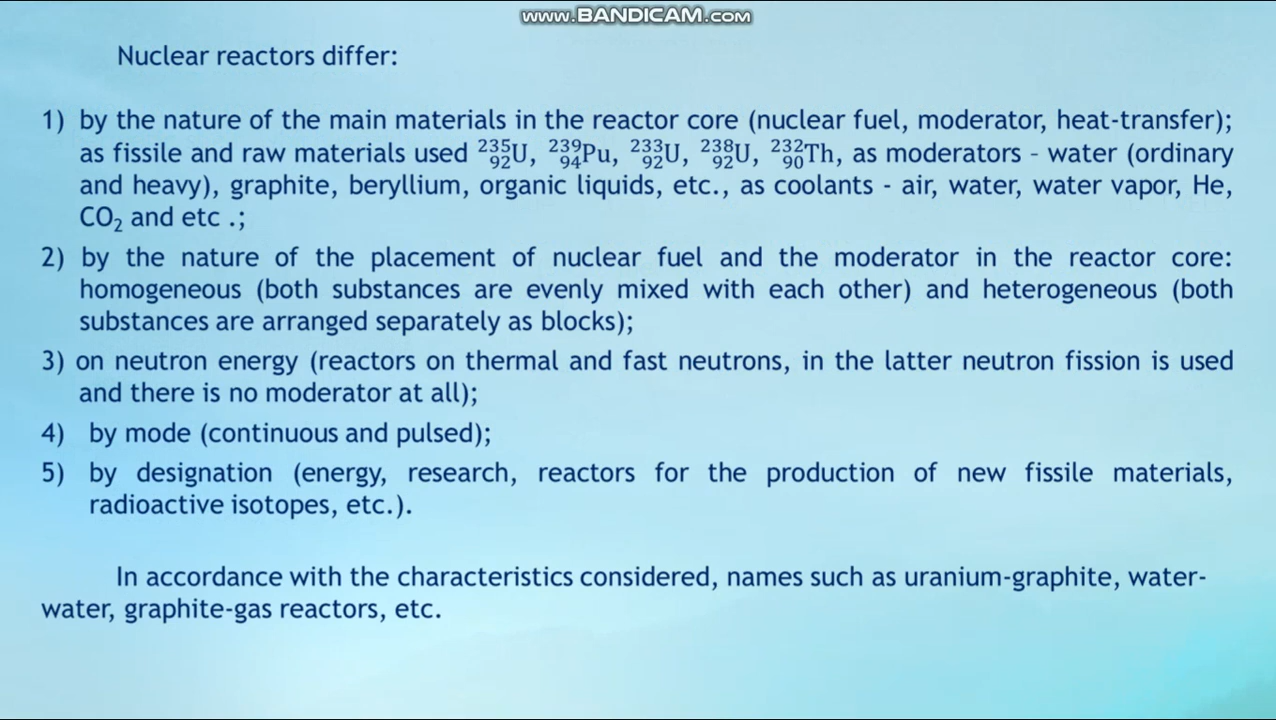 www.BANDICAM.com
Nuclear reactors differ:
1) by the nature of the main materials in the reactor core (nuclear fuel, moderator, heat-transfer);
as fissile and raw materials used ²³⁵₉₂U, ²³⁹₉₄Pu, ²³³₉₂U, ²³⁸₉₂U, ²³²₉₀Th, as moderators - water (ordinary
and heavy), graphite, beryllium, organic liquids, etc., as coolants - air, water, water vapor, He,
CO₂ and etc .;
2) by the nature of the placement of nuclear fuel and the moderator in the reactor core:
homogeneous (both substances are evenly mixed with each other) and heterogeneous (both
substances are arranged separately as blocks);
3) on neutron energy (reactors on thermal and fast neutrons, in the latter neutron fission is used
and there is no moderator at all);
4) by mode (continuous and pulsed);
5) by designation (energy, research, reactors for the production of new fissile materials,
radioactive isotopes, etc.).
In accordance with the characteristics considered, names such as uranium-graphite, water-
water, graphite-gas reactors, etc.